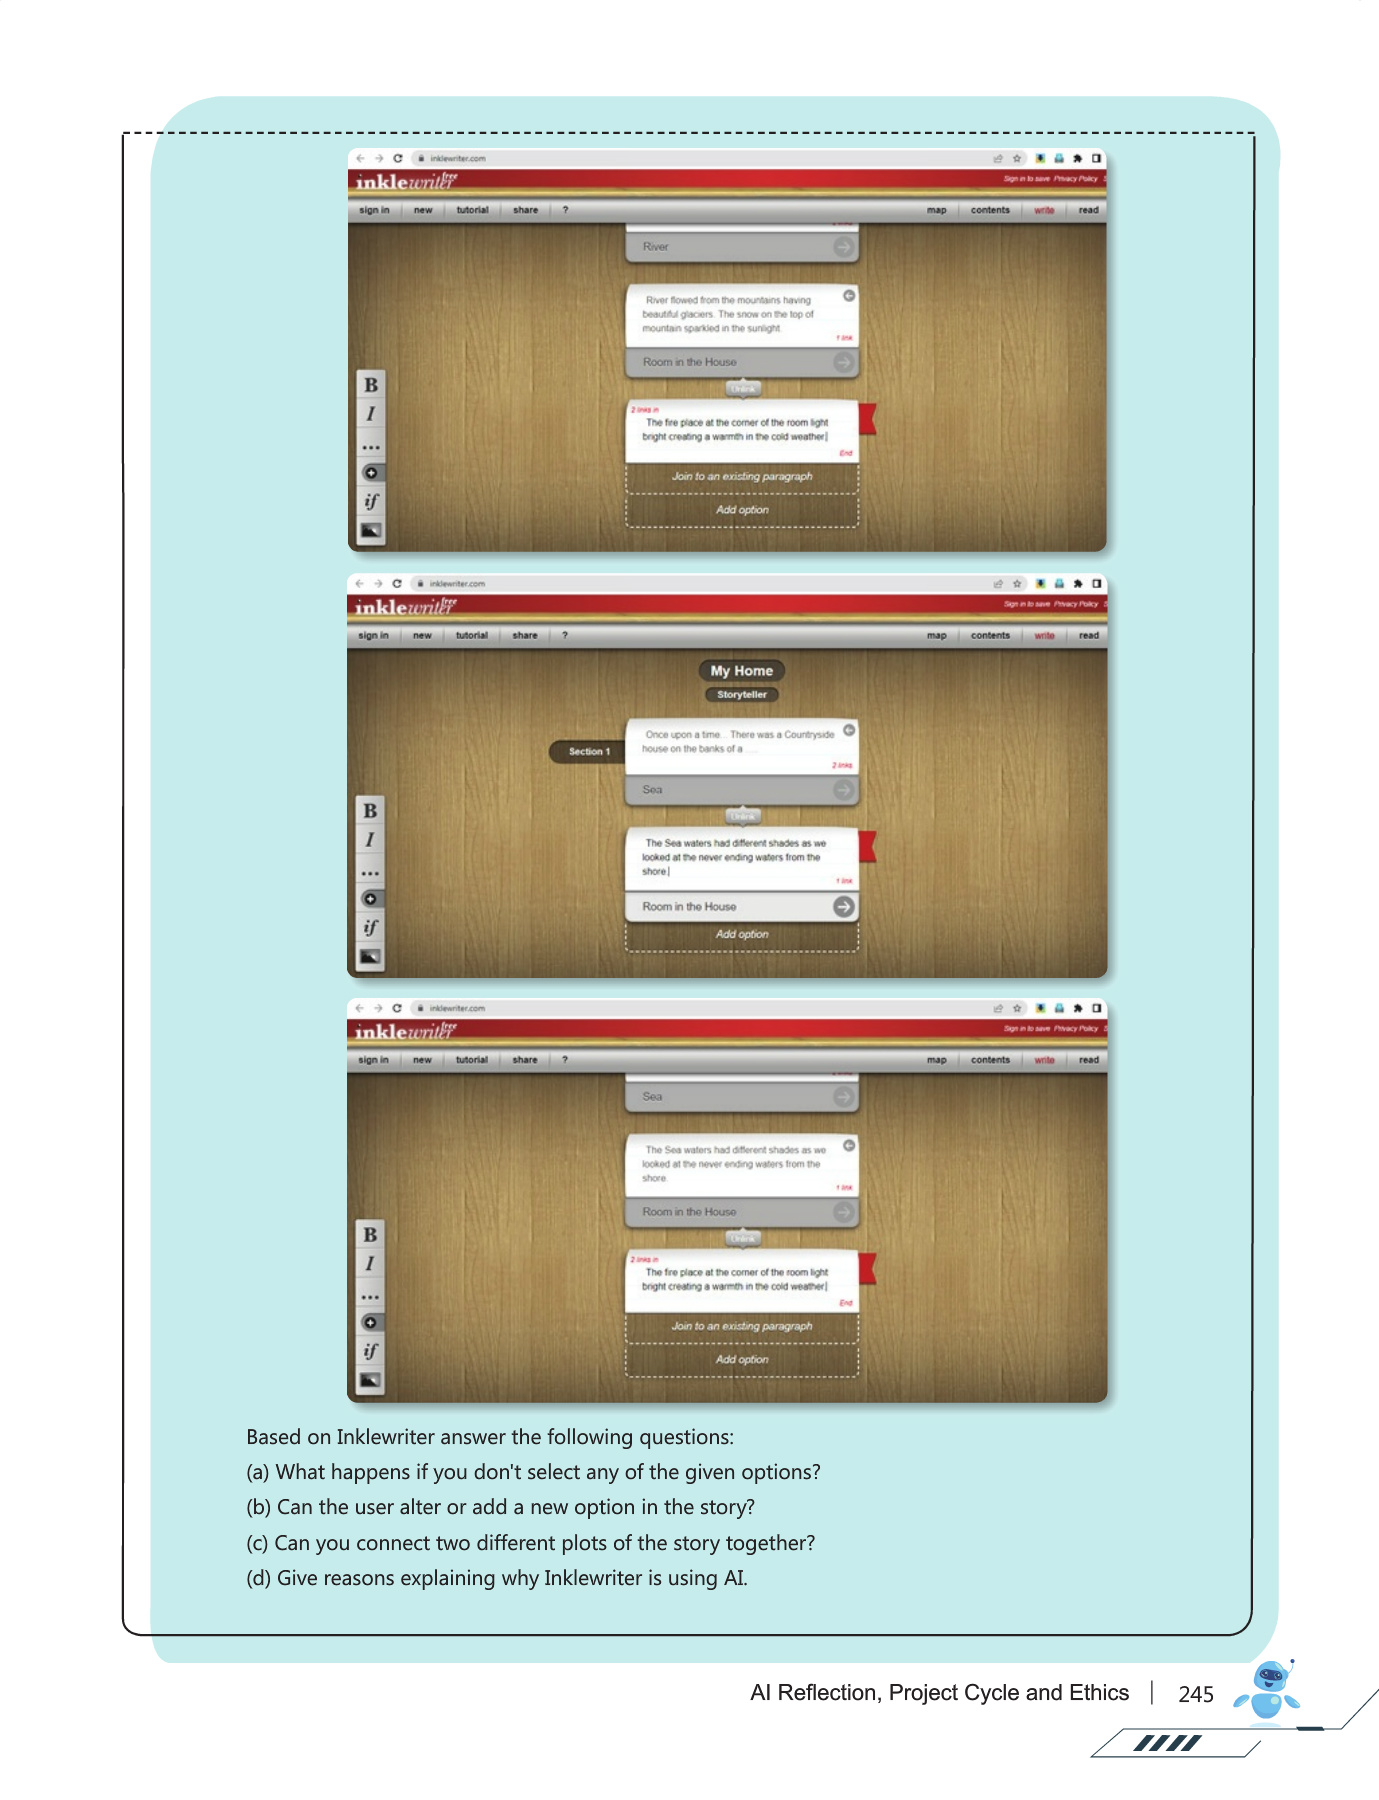 inklewriter.com
inklewriter free
Sign in to save Privacy Policy S
sign in new tutorial share ? map contents write read
River
River flowed from the mountains having
beautiful glaciers. The snow on the top of
mountain sparkled in the sunlight.
1 link
Room in the House
Unlink
2 links in
The fire place at the corner of the room light
bright creating a warmth in the cold weather
End
Join to an existing paragraph
Add option
B
I
...
if
inklewriter.com
inklewriter free
Sign in to save Privacy Policy S
sign in new tutorial share ? map contents write read
My Home
Storyteller
Section 1
Once upon a time... There was a Countryside
house on the banks of a .....
2 links
Sea
Unlink
The Sea waters had different shades as we
looked at the never ending waters from the
shore.
1 link
Room in the House
Add option
B
I
...
if
inklewriter.com
inklewriter free
Sign in to save Privacy Policy S
sign in new tutorial share ? map contents write read
Sea
The Sea waters had different shades as we
looked at the never ending waters from the
shore.
1 link
Room in the House
Unlink
2 links in
The fire place at the corner of the room light
bright creating a warmth in the cold weather
End
Join to an existing paragraph
Add option
B
I
...
if
Based on Inklewriter answer the following questions:
(a) What happens if you don't select any of the given options?
(b) Can the user alter or add a new option in the story?
(c) Can you connect two different plots of the story together?
(d) Give reasons explaining why Inklewriter is using AI.
AI Reflection, Project Cycle and Ethics | 245